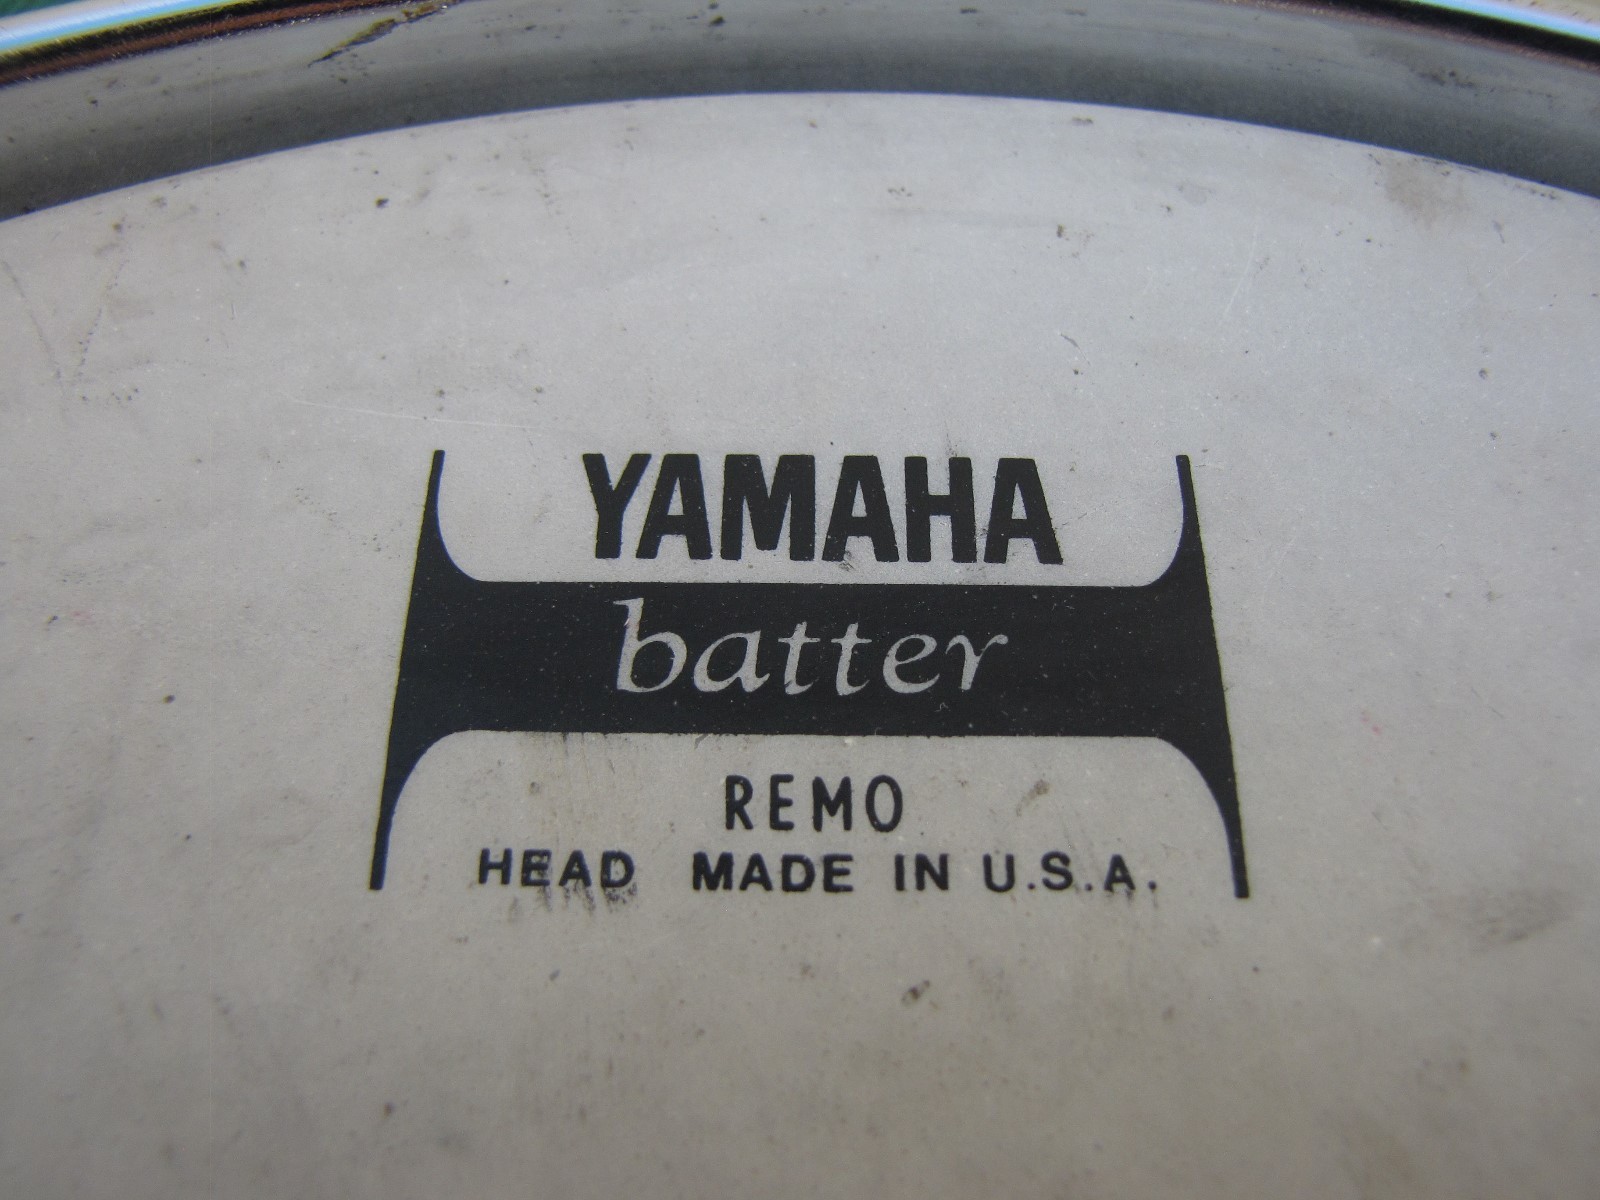 YAMAHA
batter
REMO
HEAD MADE IN U.S.A.